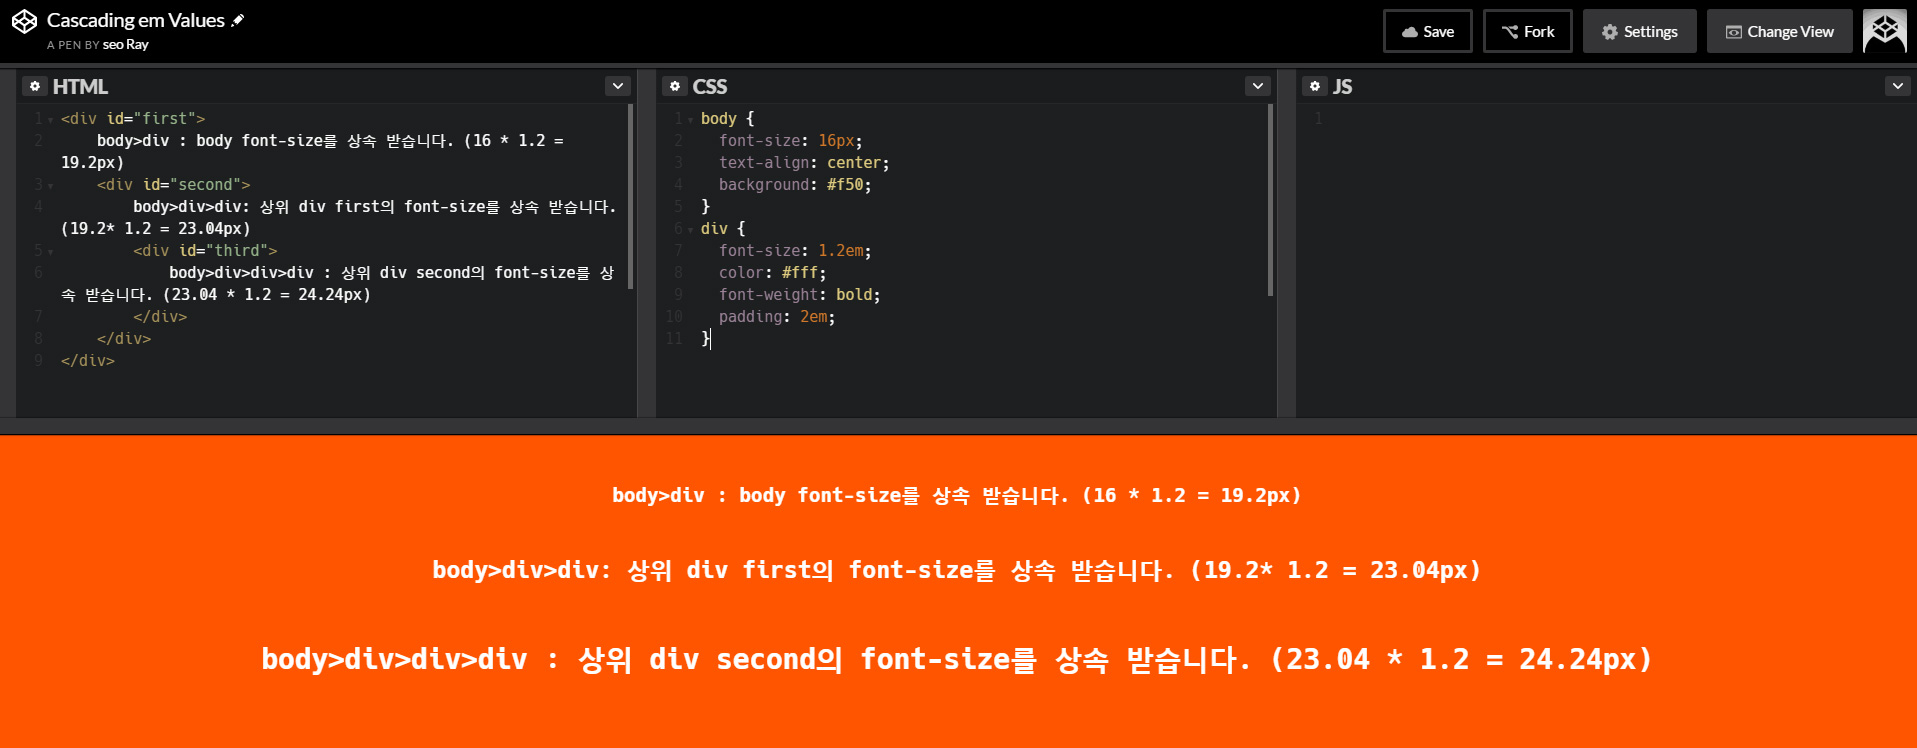 Cascading em Values
A PEN BY seo Ray
Save
Fork
Settings
Change View
HTML
1 <div id="first">
2 body>div : body font-size를 상속 받습니다. (16 * 1.2 =
19.2px)
3 <div id="second">
4 body>div>div: 상위 div first의 font-size를 상속 받습니다.
(19.2* 1.2 = 23.04px)
5 <div id="third">
6 body>div>div>div : 상위 div second의 font-size를 상
속 받습니다. (23.04 * 1.2 = 24.24px)
7 </div>
8 </div>
9 </div>
CSS
1 body {
2 font-size: 16px;
3 text-align: center;
4 background: #f50;
5 }
6 div {
7 font-size: 1.2em;
8 color: #fff;
9 font-weight: bold;
10 padding: 2em;
11 }
JS
1
body>div : body font-size를 상속 받습니다. (16 * 1.2 = 19.2px)
body>div>div: 상위 div first의 font-size를 상속 받습니다. (19.2* 1.2 = 23.04px)
body>div>div>div : 상위 div second의 font-size를 상속 받습니다. (23.04 * 1.2 = 24.24px)